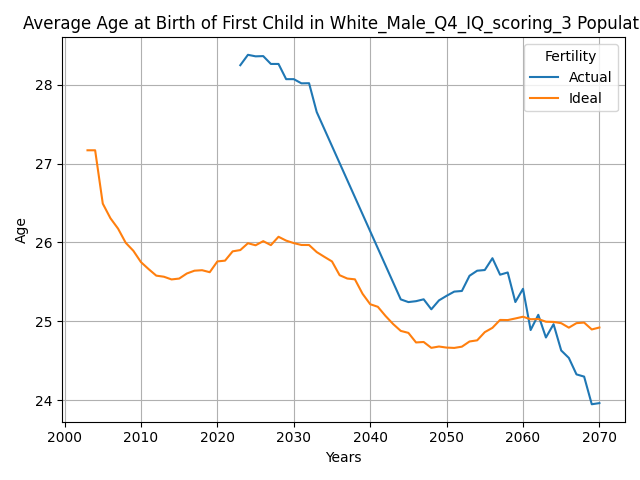 Average Age at Birth of First Child in White_Male_Q4_IQ_scoring_3 Populat
Fertility
Actual
Ideal
28
27
26
25
24
Age
2000 2010 2020 2030 2040 2050 2060 2070
Years